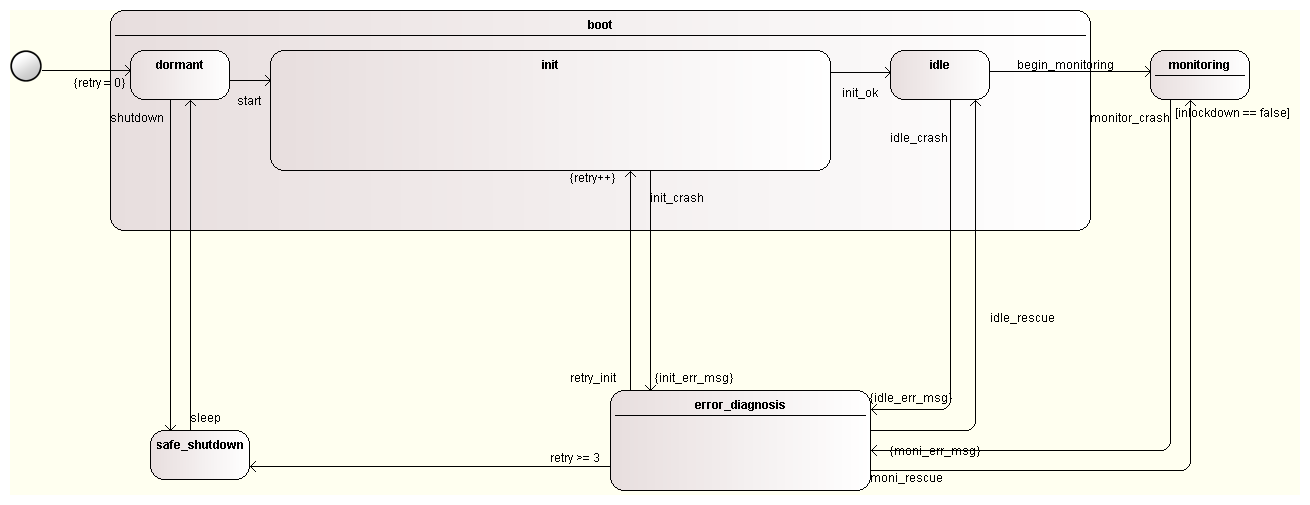 boot
dormant
init
idle
begin_monitoring
monitoring
{retry = 0}
start
init_ok
shutdown
idle_crash
monitor_crash
[inlockdown == false]
{retry++}
init_crash
idle_rescue
retry_init
{init_err_msg}
{idle_err_msg}
error_diagnosis
sleep
safe_shutdown
{moni_err_msg}
retry >= 3
moni_rescue